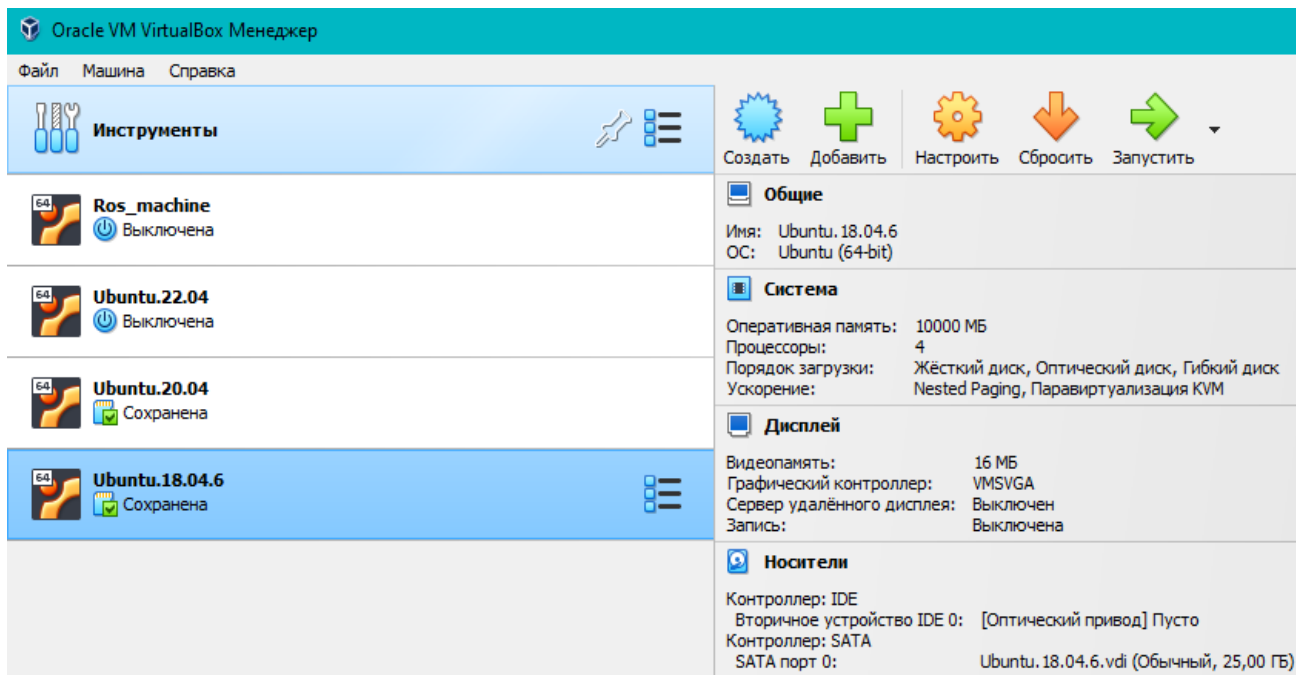 Oracle VM VirtualBox Менеджер
Файл Машина Справка
Инструменты
64
Ros_machine
Выключена
64
Ubuntu.22.04
Выключена
64
Ubuntu.20.04
Сохранена
64
Ubuntu.18.04.6
Сохранена
Создать Добавить Настроить Сбросить Запустить
Общие
Имя: Ubuntu.18.04.6
ОС: Ubuntu (64-bit)
Система
Оперативная память: 10000 МБ
Процессоры: 4
Порядок загрузки: Жёсткий диск, Оптический диск, Гибкий диск
Ускорение: Nested Paging, Паравиртуализация KVM
Дисплей
Видеопамять: 16 МБ
Графический контроллер: VMSVGA
Сервер удалённого дисплея: Выключен
Запись: Выключена
Носители
Контроллер: IDE
Вторичное устройство IDE 0: [Оптический привод] Пусто
Контроллер: SATA
SATA порт 0: Ubuntu.18.04.6.vdi (Обычный, 25,00 ГБ)